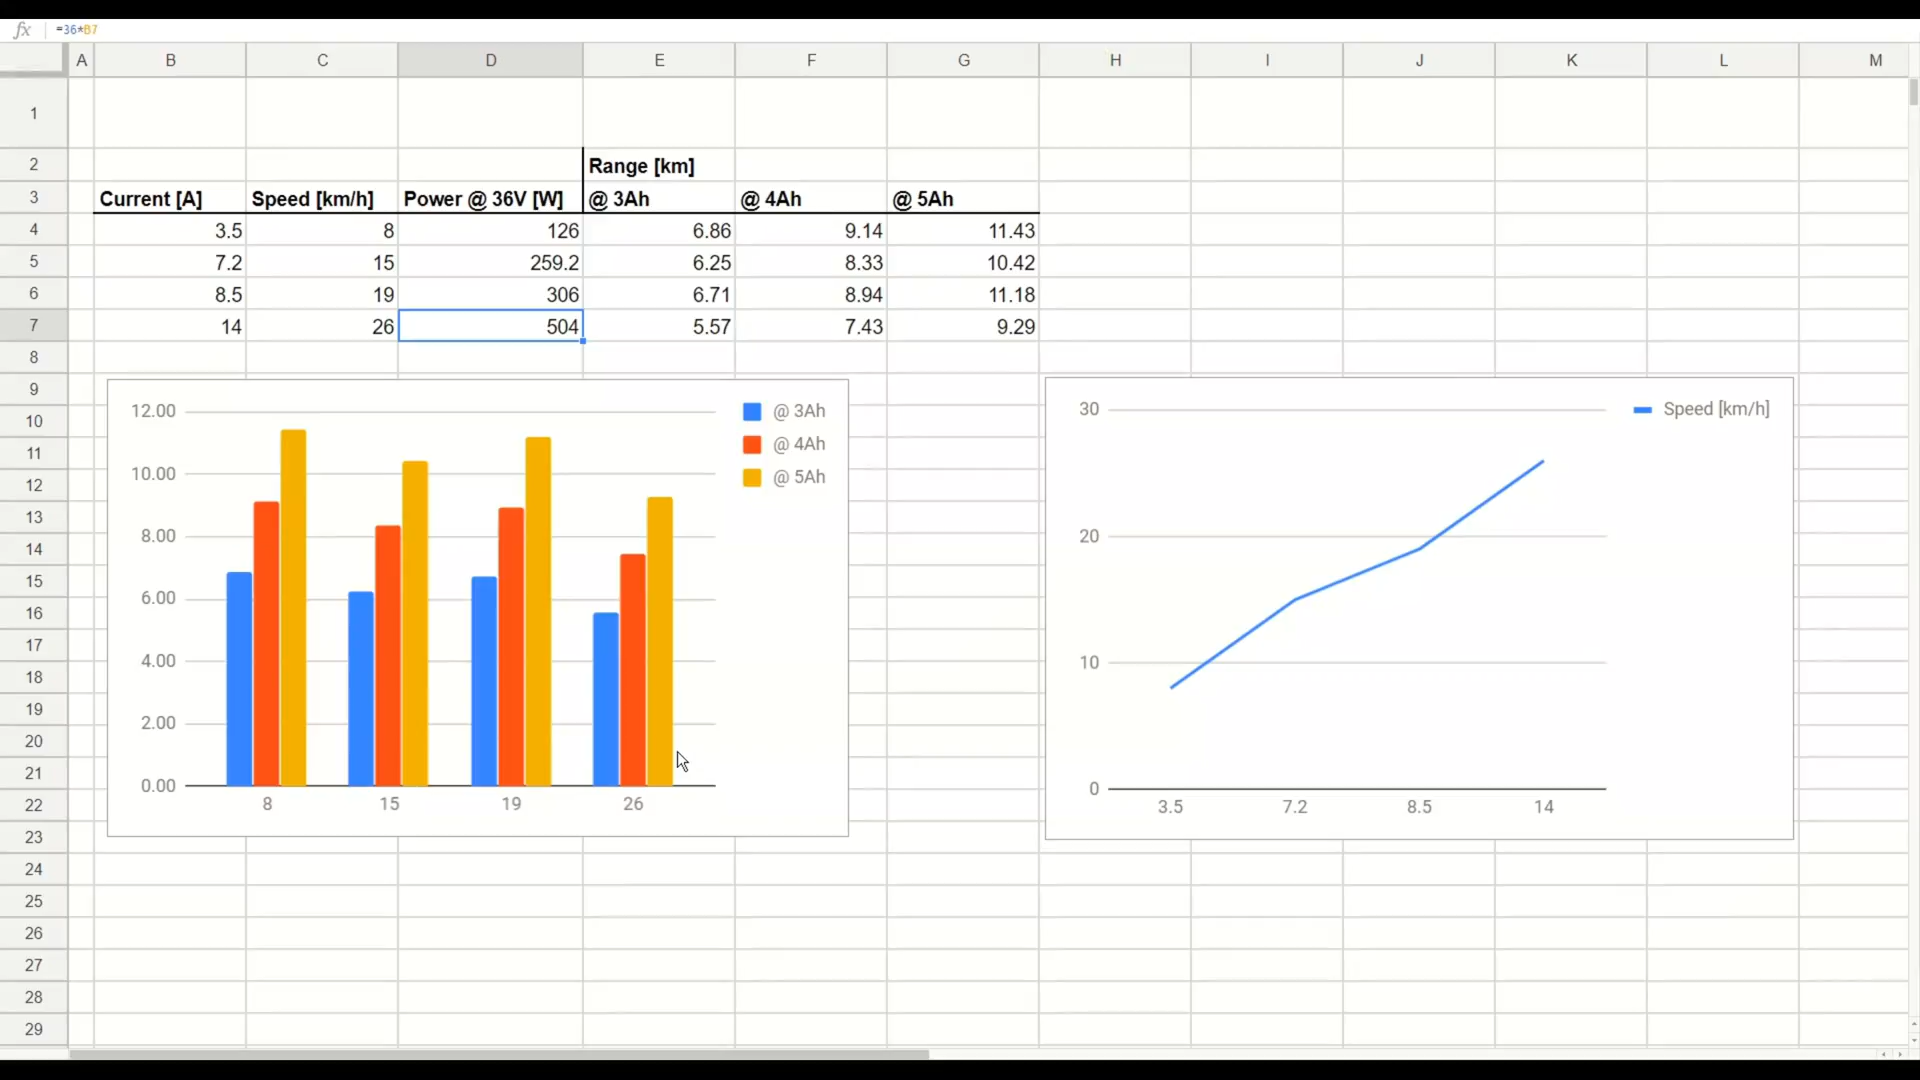 fx =36*B7
A B C D E F G H I J K L M
1
2 Range [km]
3 Current [A] Speed [km/h] Power @ 36V [W] @ 3Ah @ 4Ah @ 5Ah
4 3.5 8 126 6.86 9.14 11.43
5 7.2 15 259.2 6.25 8.33 10.42
6 8.5 19 306 6.71 8.94 11.18
7 14 26 504 5.57 7.43 9.29
8
9
10
11
12
13
14
15
16
17
18
19
20
21
22
23
24
25
26
27
28
29
12.00
10.00
8.00
6.00
4.00
2.00
0.00
8 15 19 26
@ 3Ah
@ 4Ah
@ 5Ah
30
20
10
0
3.5 7.2 8.5 14
Speed [km/h]